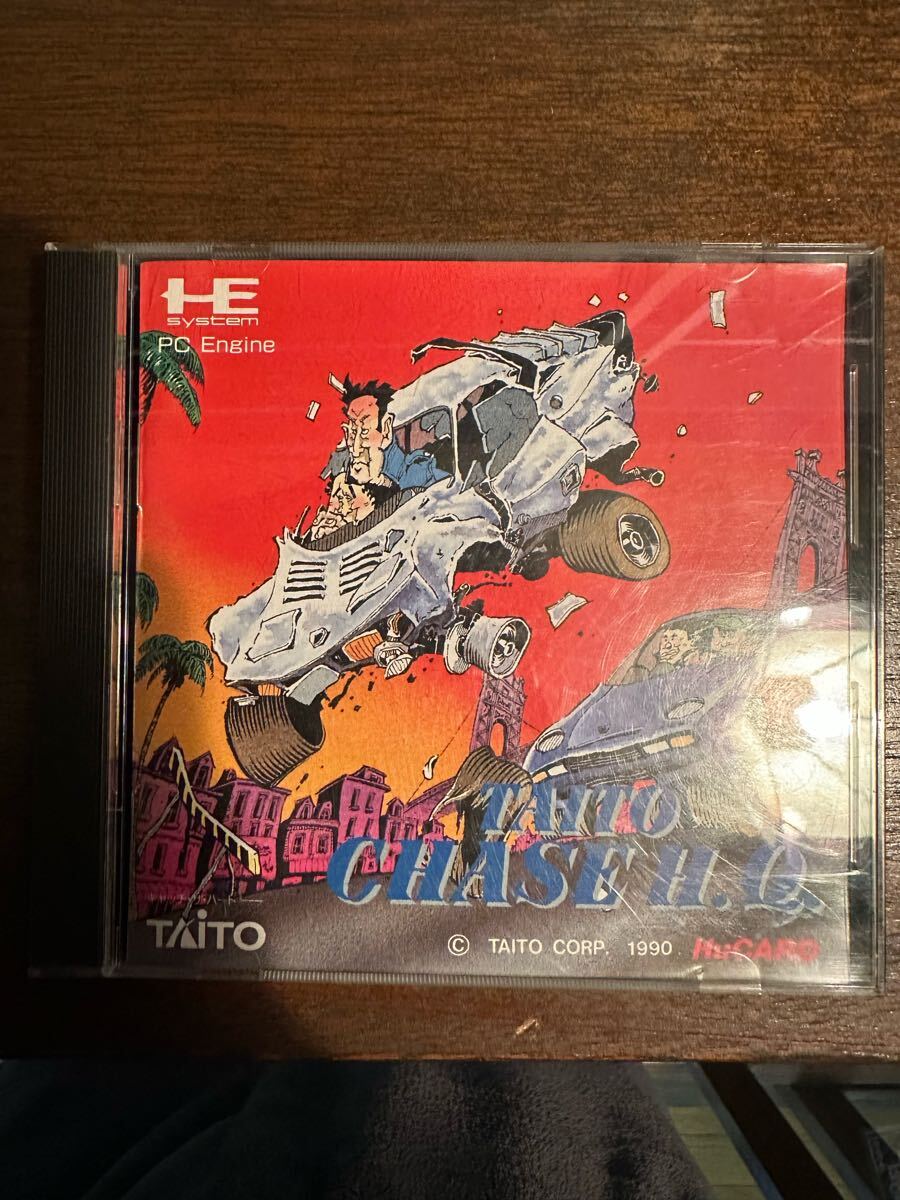 HE
system
PC Engine
TAITO
CHASE H.Q.
TAITO
© TAITO CORP. 1990 HuCARD